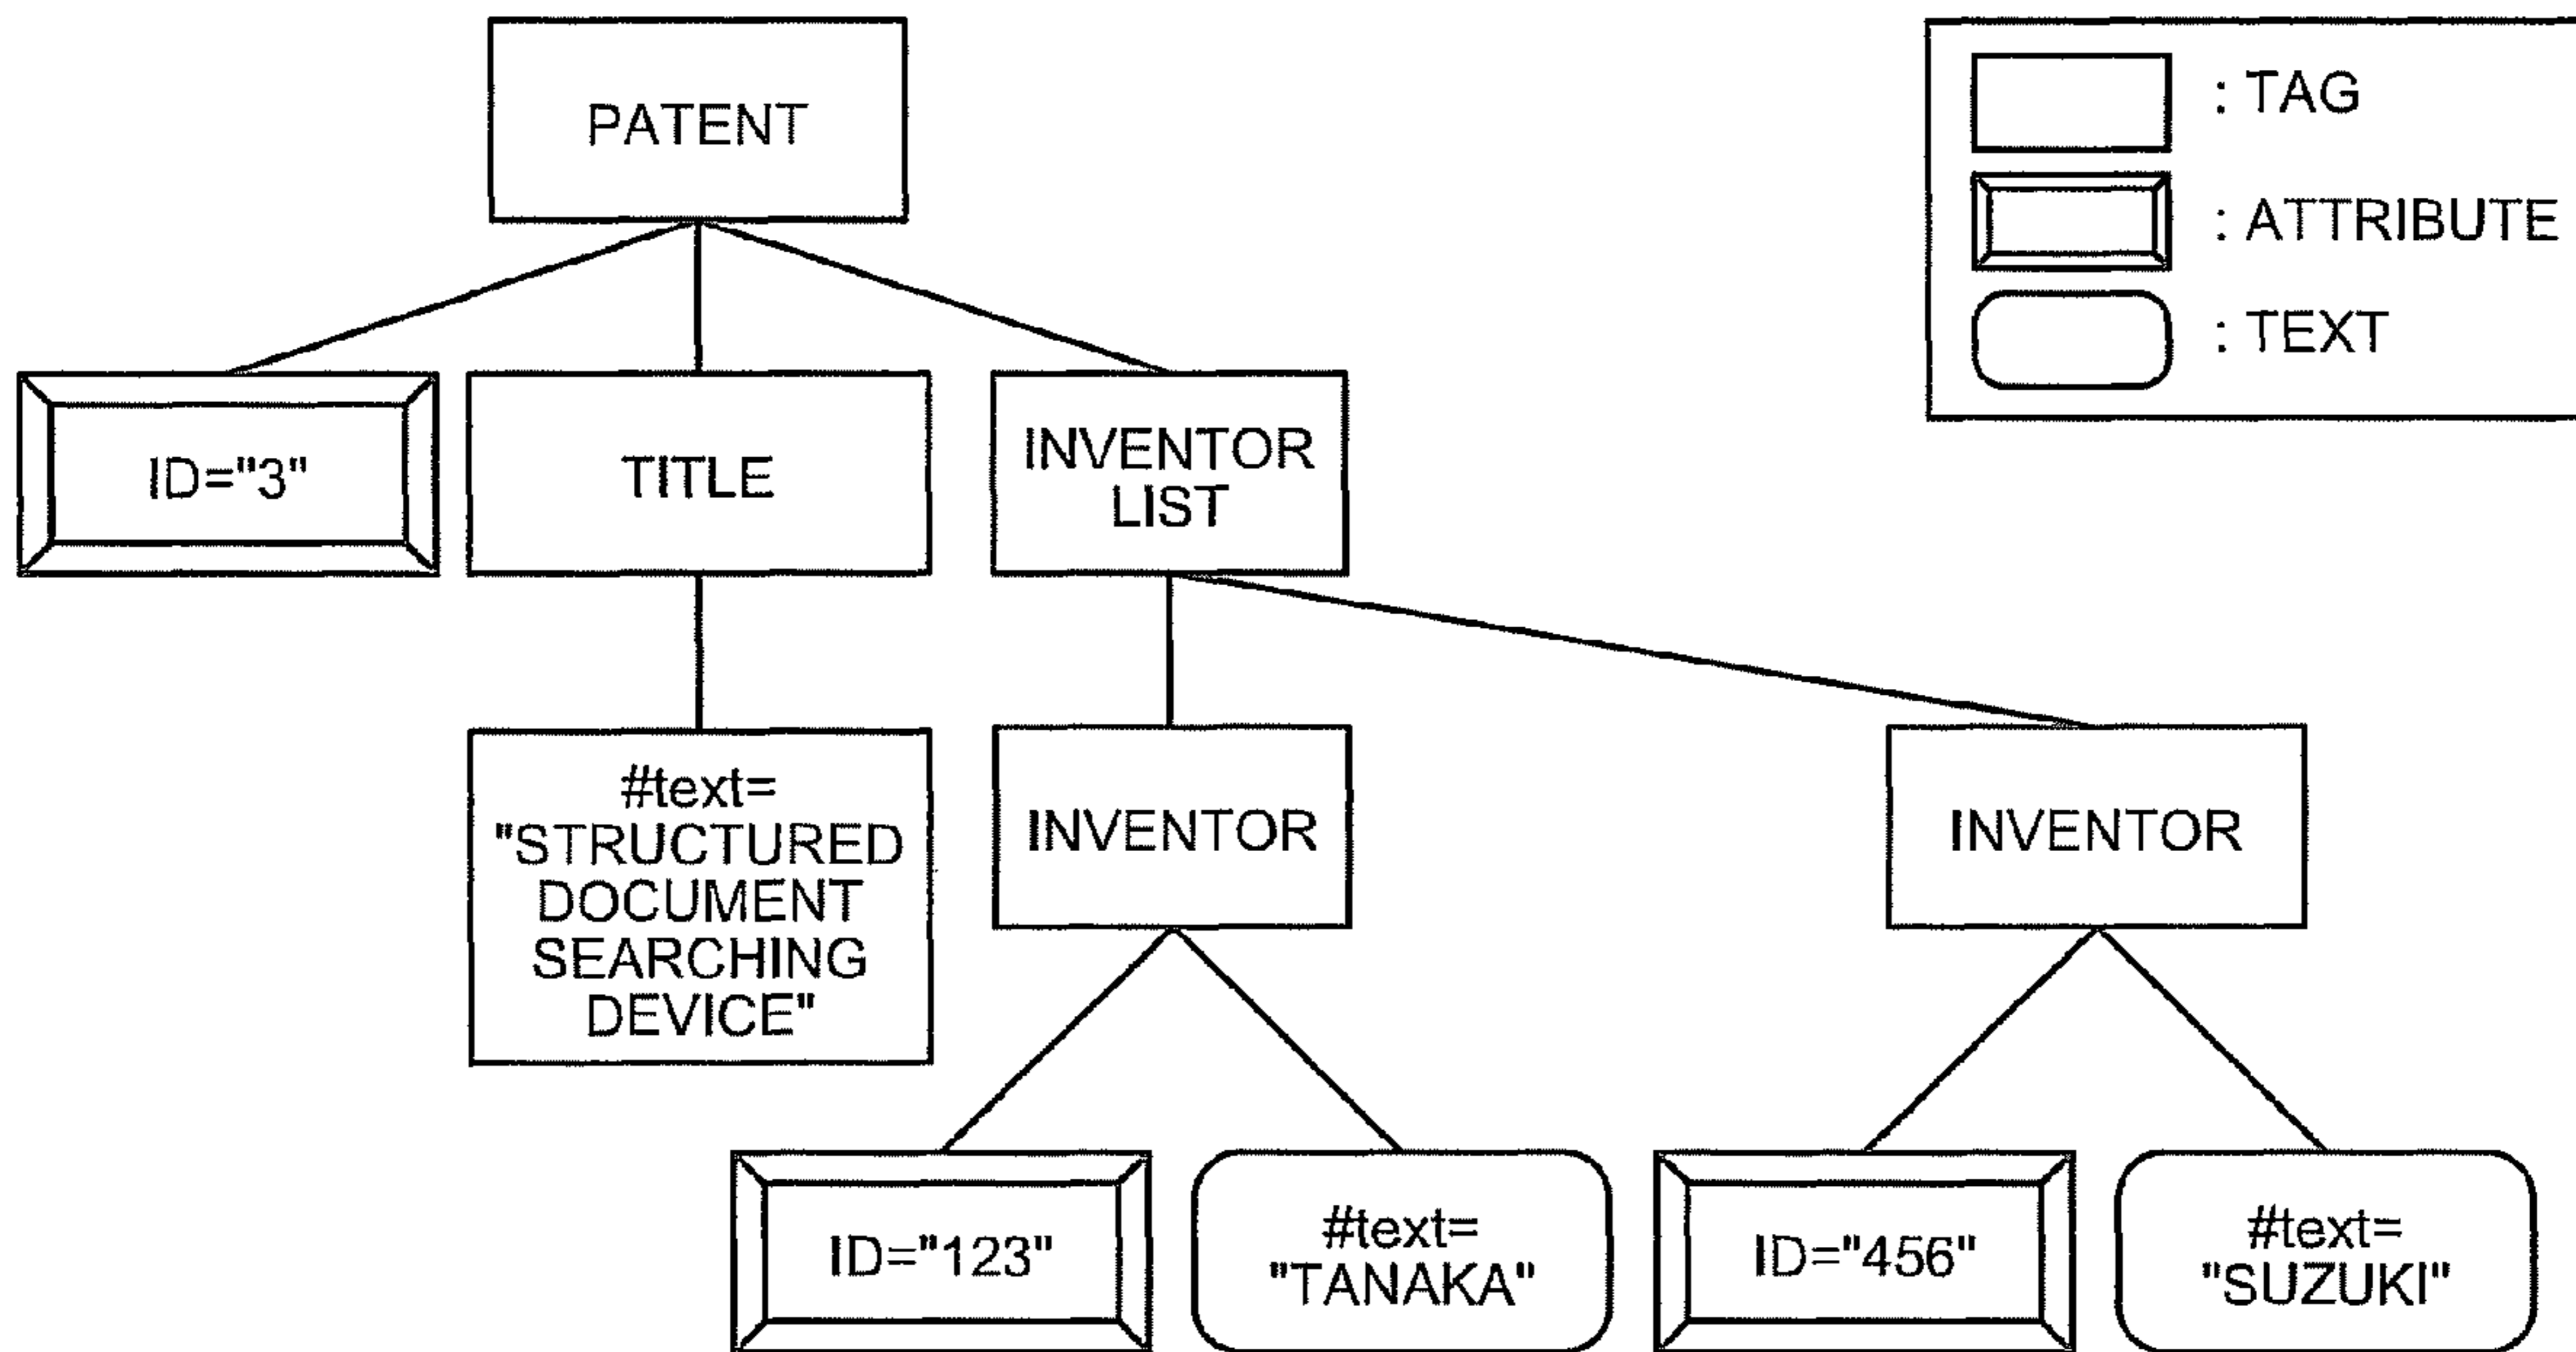 PATENT
: TAG
: ATTRIBUTE
: TEXT
ID="3"
TITLE
INVENTOR
LIST
#text=
"STRUCTURED
DOCUMENT
SEARCHING
DEVICE"
INVENTOR
INVENTOR
ID="123"
#text=
"TANAKA"
ID="456"
#text=
"SUZUKI"